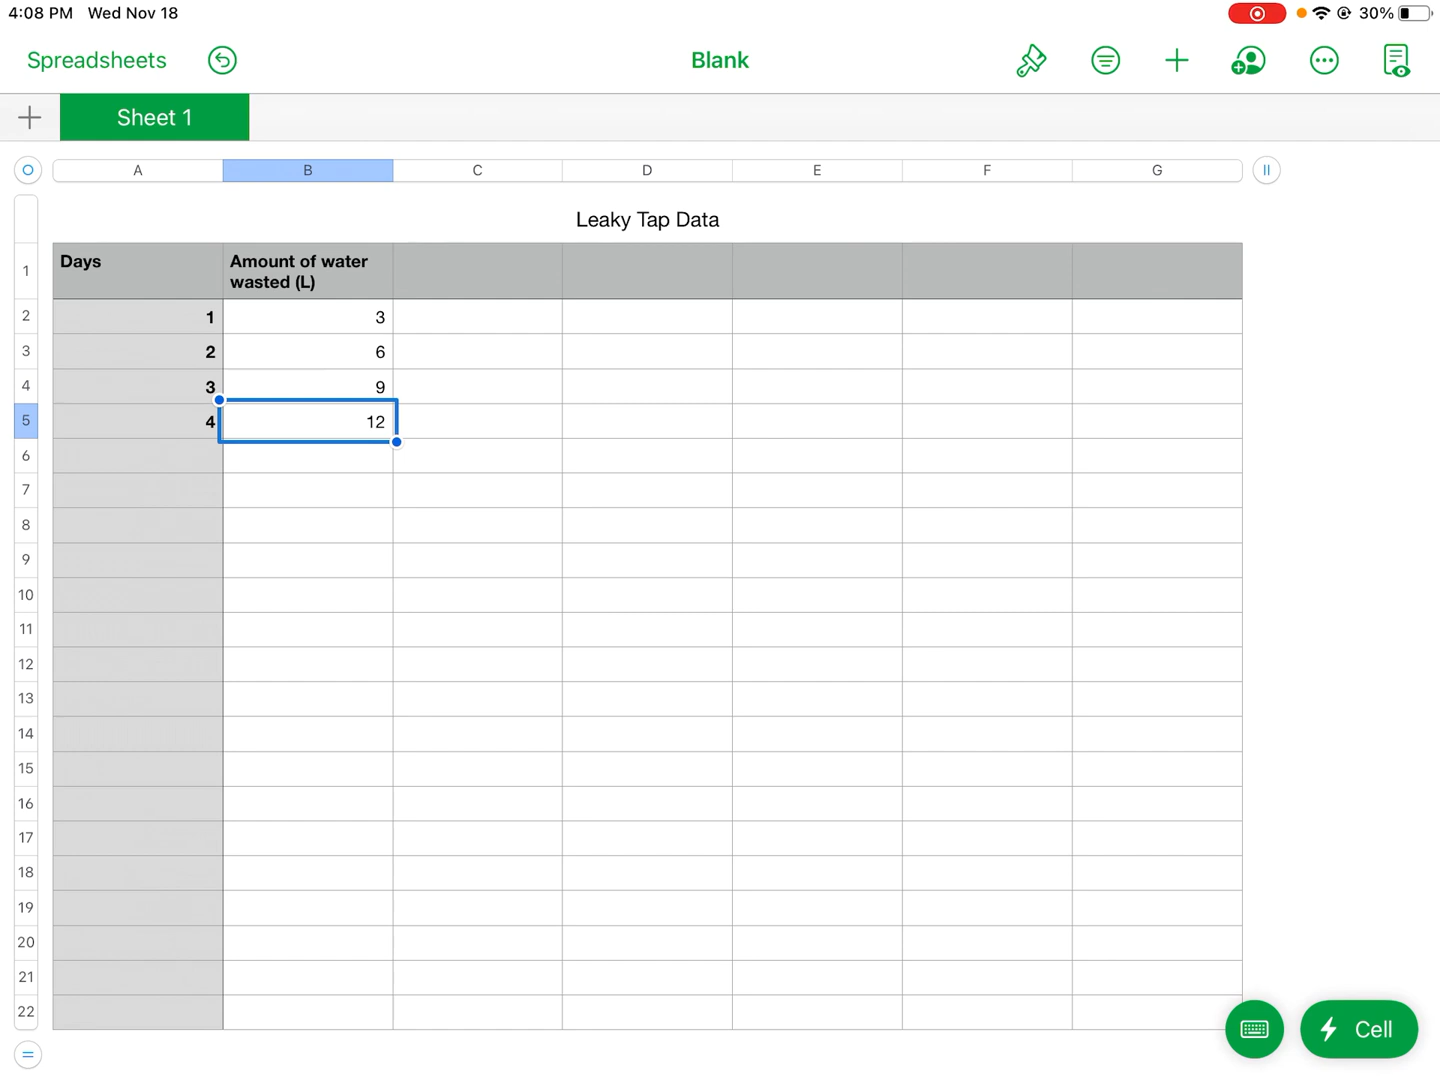 4:08 PM Wed Nov 18 30%
Spreadsheets Blank
Sheet 1
A B C D E F G
Leaky Tap Data
1 Days Amount of water
wasted (L)
2 1 3
3 2 6
4 3 9
5 4 12
6
7
8
9
10
11
12
13
14
15
16
17
18
19
20
21
22
Cell